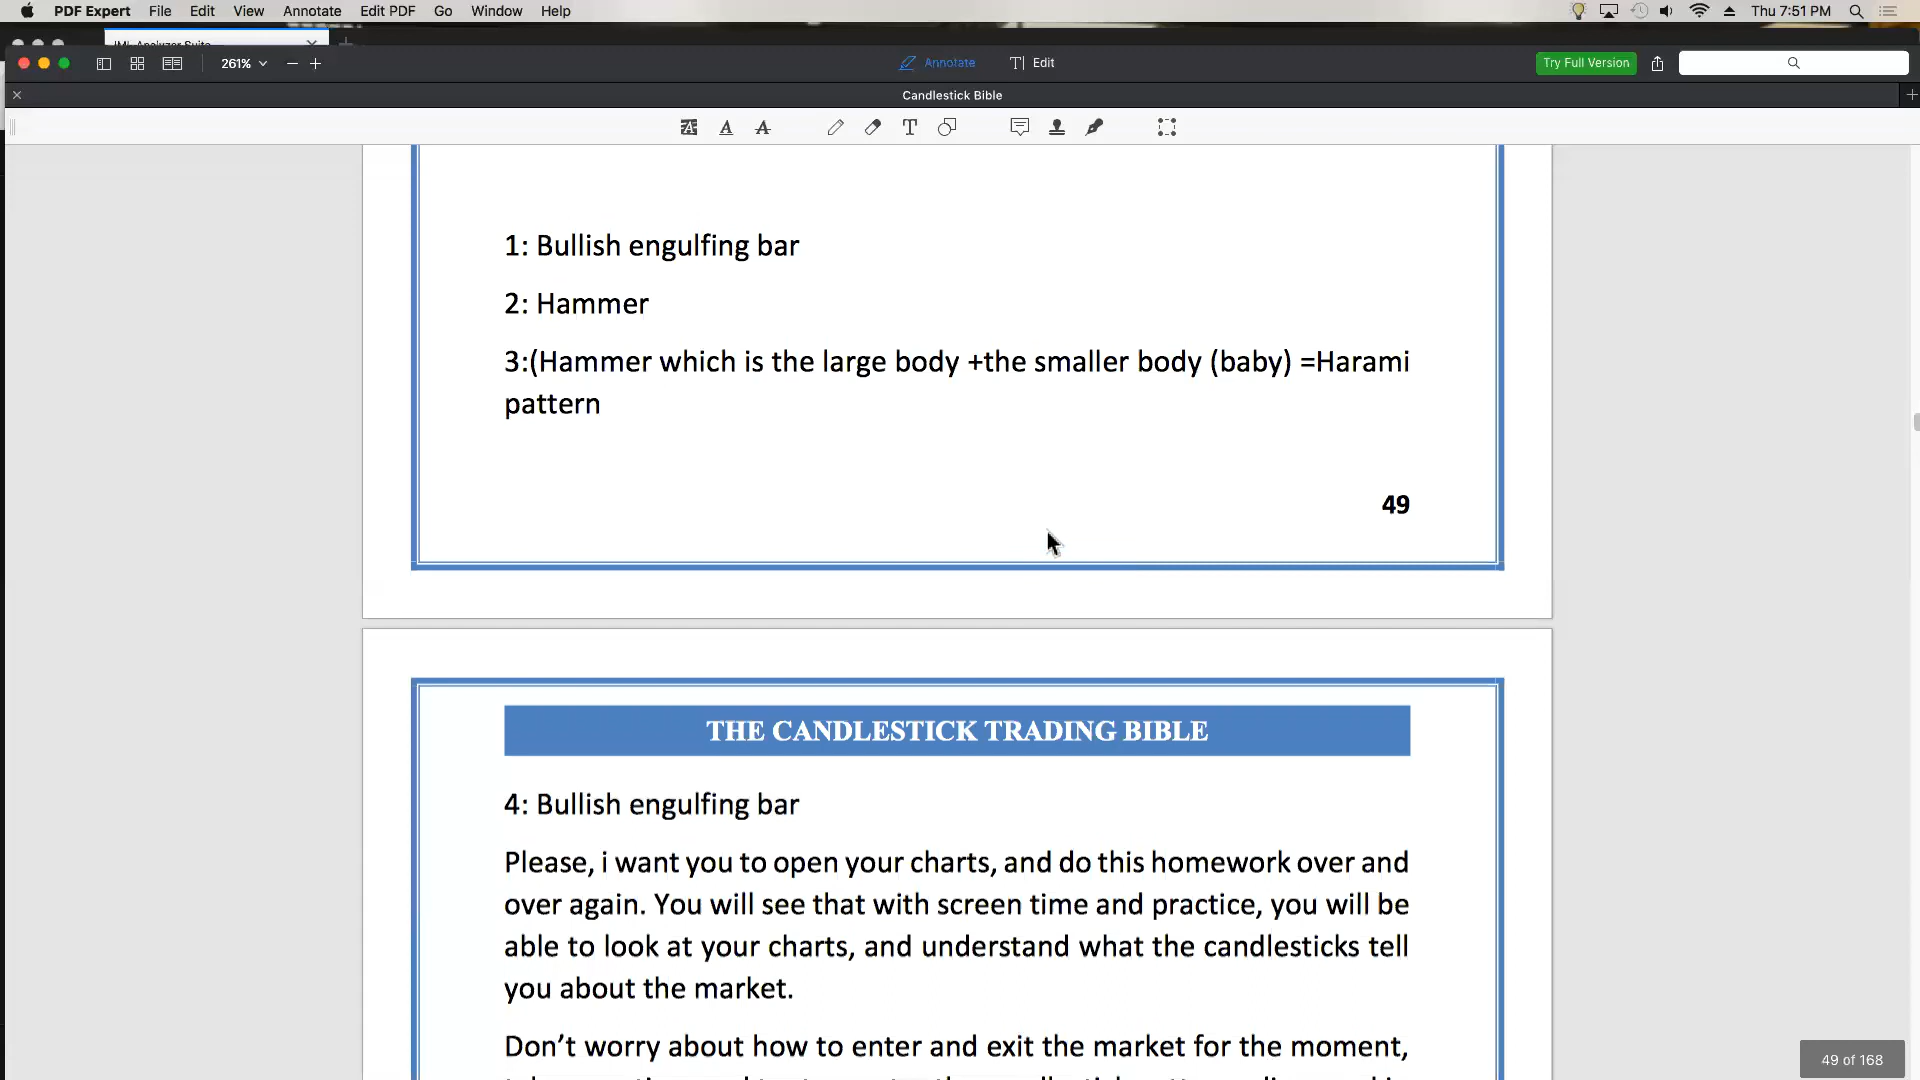 PDF Expert File Edit View Annotate Edit PDF Go Window Help Thu 7:51 PM
IML Analyzer Suite
261% Annotate Edit Try Full Version
Candlestick Bible
1: Bullish engulfing bar
2: Hammer
3:(Hammer which is the large body +the smaller body (baby) =Harami
pattern
49
THE CANDLESTICK TRADING BIBLE
4: Bullish engulfing bar
Please, i want you to open your charts, and do this homework over and
over again. You will see that with screen time and practice, you will be
able to look at your charts, and understand what the candlesticks tell
you about the market.
Don’t worry about how to enter and exit the market for the moment,
49 of 168